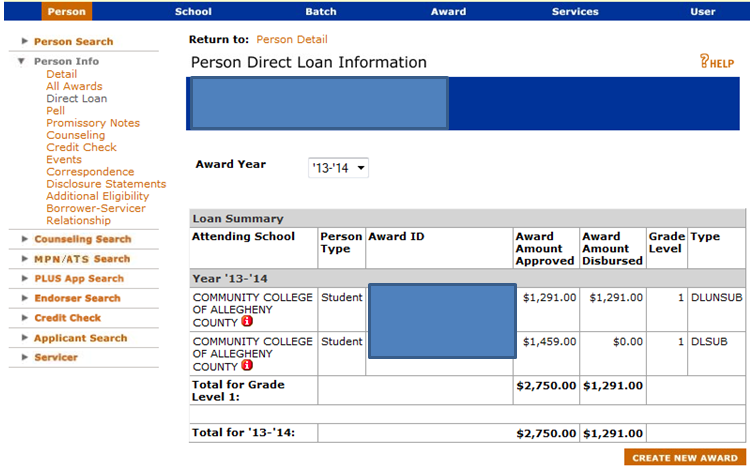 Person School Batch Award Services User
Return to: Person Detail
Person Direct Loan Information
?HELP
Person Search
Person Info
Detail
All Awards
Direct Loan
Pell
Promissory Notes
Counseling
Credit Check
Events
Correspondence
Disclosure Statements
Additional Eligibility
Borrower-Servicer
Relationship
Counseling Search
MPN/ATS Search
PLUS App Search
Endorser Search
Credit Check
Applicant Search
Servicer
Award Year '13-'14
Loan Summary
Attending School Person Type Award ID Award Amount Approved Award Amount Disbursed Grade Level Type
Year '13-'14
COMMUNITY COLLEGE Student $1,291.00 $1,291.00 1 DLUNSUB
OF ALLEGHENY
COUNTY i
COMMUNITY COLLEGE Student $1,459.00 $0.00 1 DLSUB
OF ALLEGHENY
COUNTY i
Total for Grade Level 1: $2,750.00 $1,291.00
Total for '13-'14: $2,750.00 $1,291.00
CREATE NEW AWARD